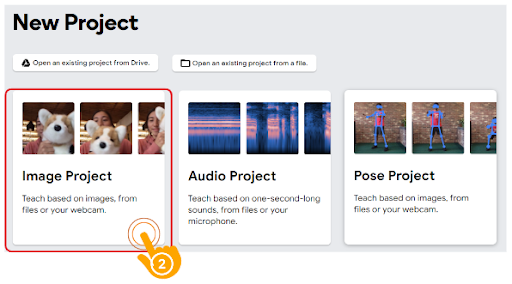 New Project
Open an existing project from Drive.
Open an existing project from a file.
Image Project
Teach based on images, from
files or your webcam.
Audio Project
Teach based on one-second-long
sounds, from files or your
microphone.
Pose Project
Teach based on images, from
files or your webcam.
2